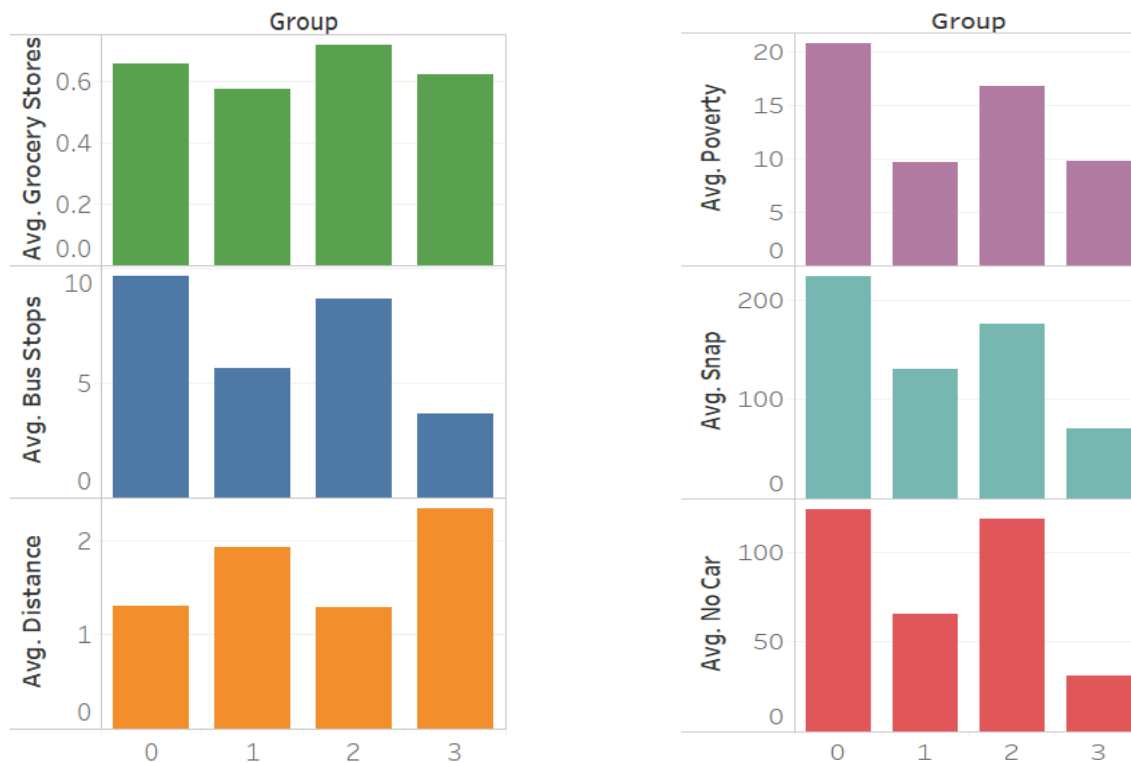 Group
Avg. Grocery Stores
0.6
0.4
0.2
0.0
Avg. Bus Stops
10
5
0
Avg. Distance
2
1
0
0 1 2 3
Group
Avg. Poverty
20
15
10
5
0
Avg. Snap
200
100
0
Avg. No Car
100
50
0
0 1 2 3